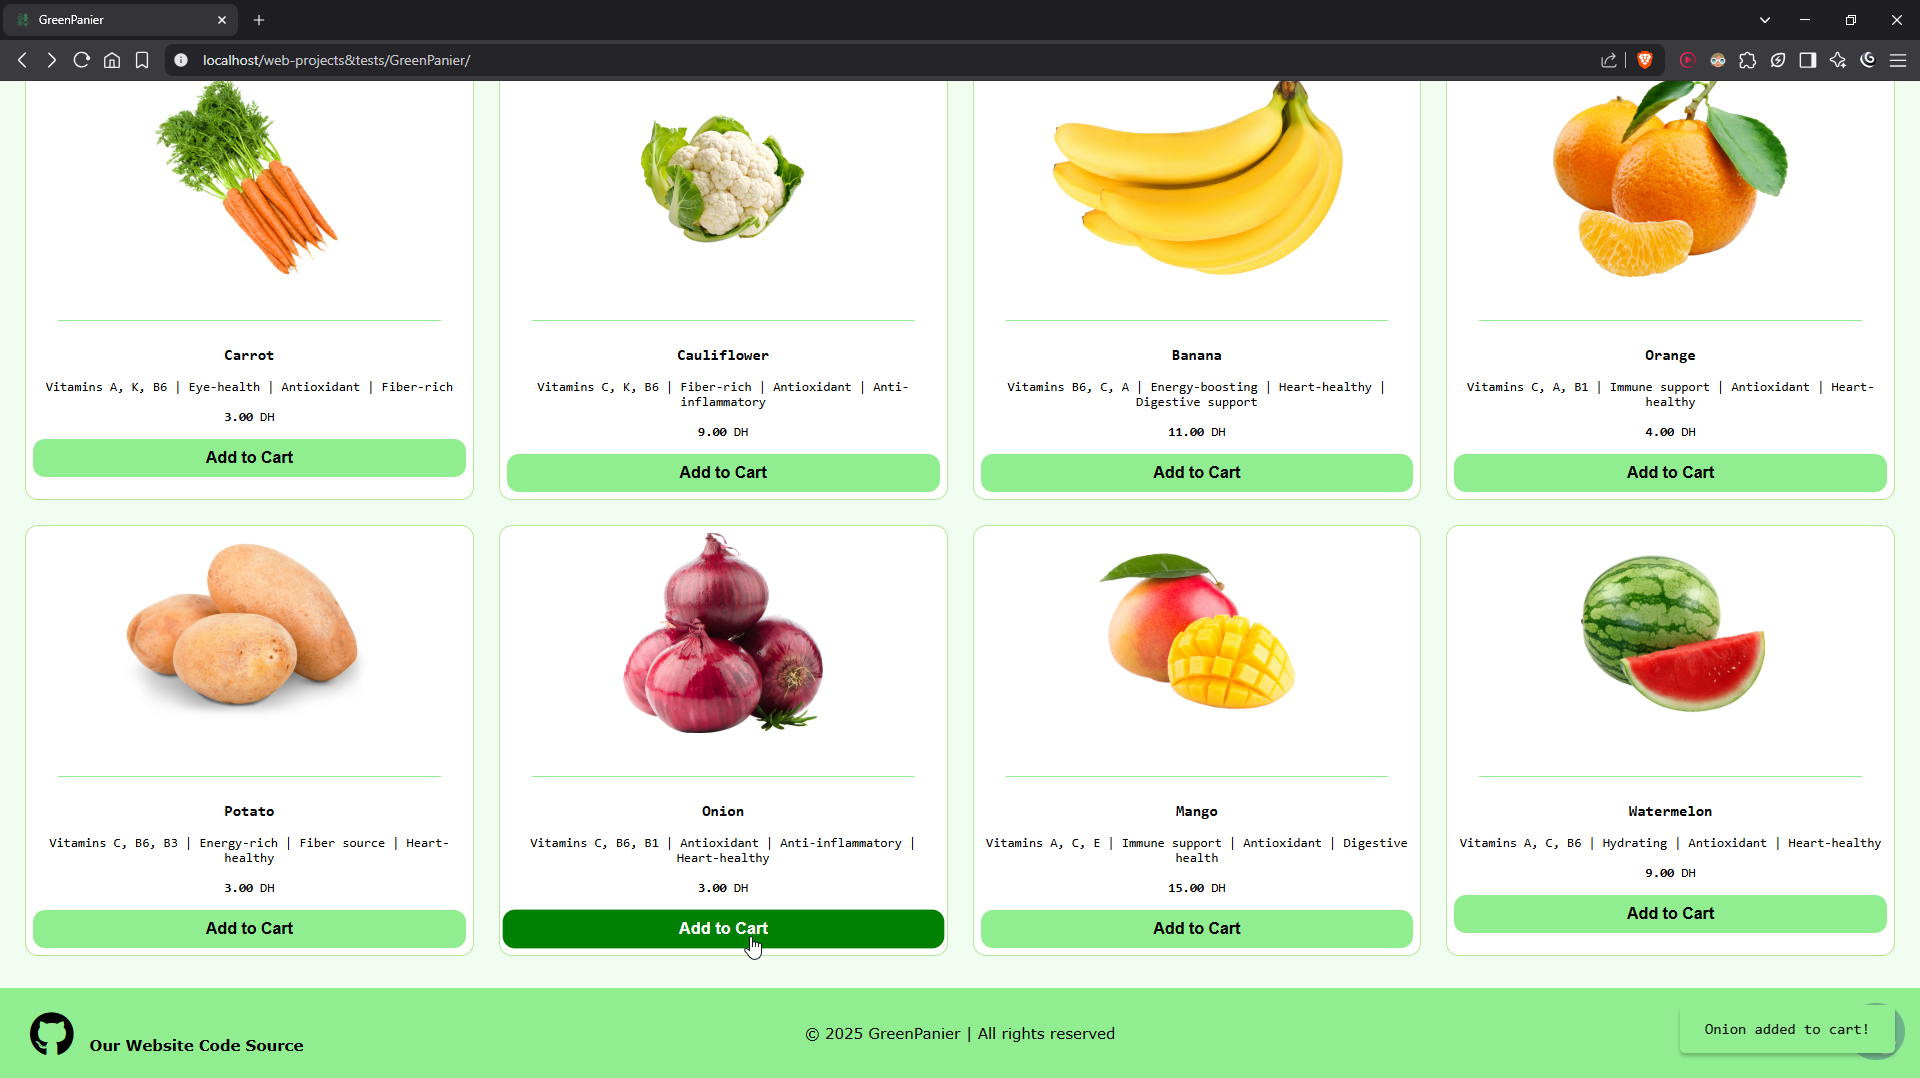 GreenPanier
localhost/web-projects&tests/GreenPanier/
Carrot
Vitamins A, K, B6 | Eye-health | Antioxidant | Fiber-rich
3.00 DH
Add to Cart
Cauliflower
Vitamins C, K, B6 | Fiber-rich | Antioxidant | Anti-
inflammatory
9.00 DH
Add to Cart
Banana
Vitamins B6, C, A | Energy-boosting | Heart-healthy |
Digestive support
11.00 DH
Add to Cart
Orange
Vitamins C, A, B1 | Immune support | Antioxidant | Heart-
healthy
4.00 DH
Add to Cart
Potato
Vitamins C, B6, B3 | Energy-rich | Fiber source | Heart-
healthy
3.00 DH
Add to Cart
Onion
Vitamins C, B6, B1 | Antioxidant | Anti-inflammatory |
Heart-healthy
3.00 DH
Add to Cart
Mango
Vitamins A, C, E | Immune support | Antioxidant | Digestive
health
15.00 DH
Add to Cart
Watermelon
Vitamins A, C, B6 | Hydrating | Antioxidant | Heart-healthy
9.00 DH
Add to Cart
Our Website Code Source
© 2025 GreenPanier | All rights reserved
Onion added to cart!